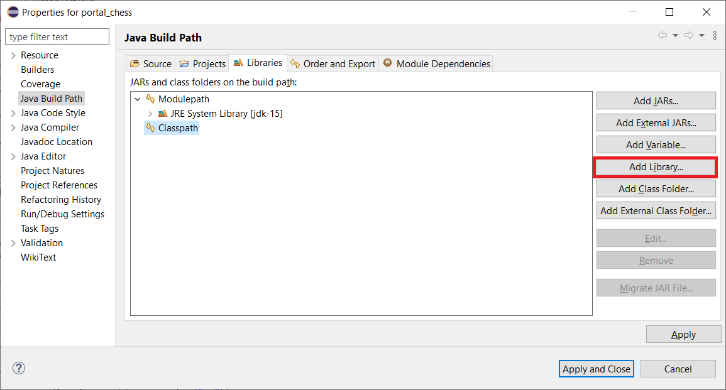 Properties for portal_chess
type filter text
Resource
Builders
Coverage
Java Build Path
Java Code Style
Java Compiler
Javadoc Location
Java Editor
Project Natures
Project References
Refactoring History
Run/Debug Settings
Task Tags
Validation
WikiText
Java Build Path
Source Projects Libraries Order and Export Module Dependencies
JARs and class folders on the build path:
Modulepath
JRE System Library [jdk-15]
Classpath
Add JARs...
Add External JARs...
Add Variable...
Add Library...
Add Class Folder...
Add External Class Folder...
Edit...
Remove
Migrate JAR File...
Apply
Apply and Close Cancel